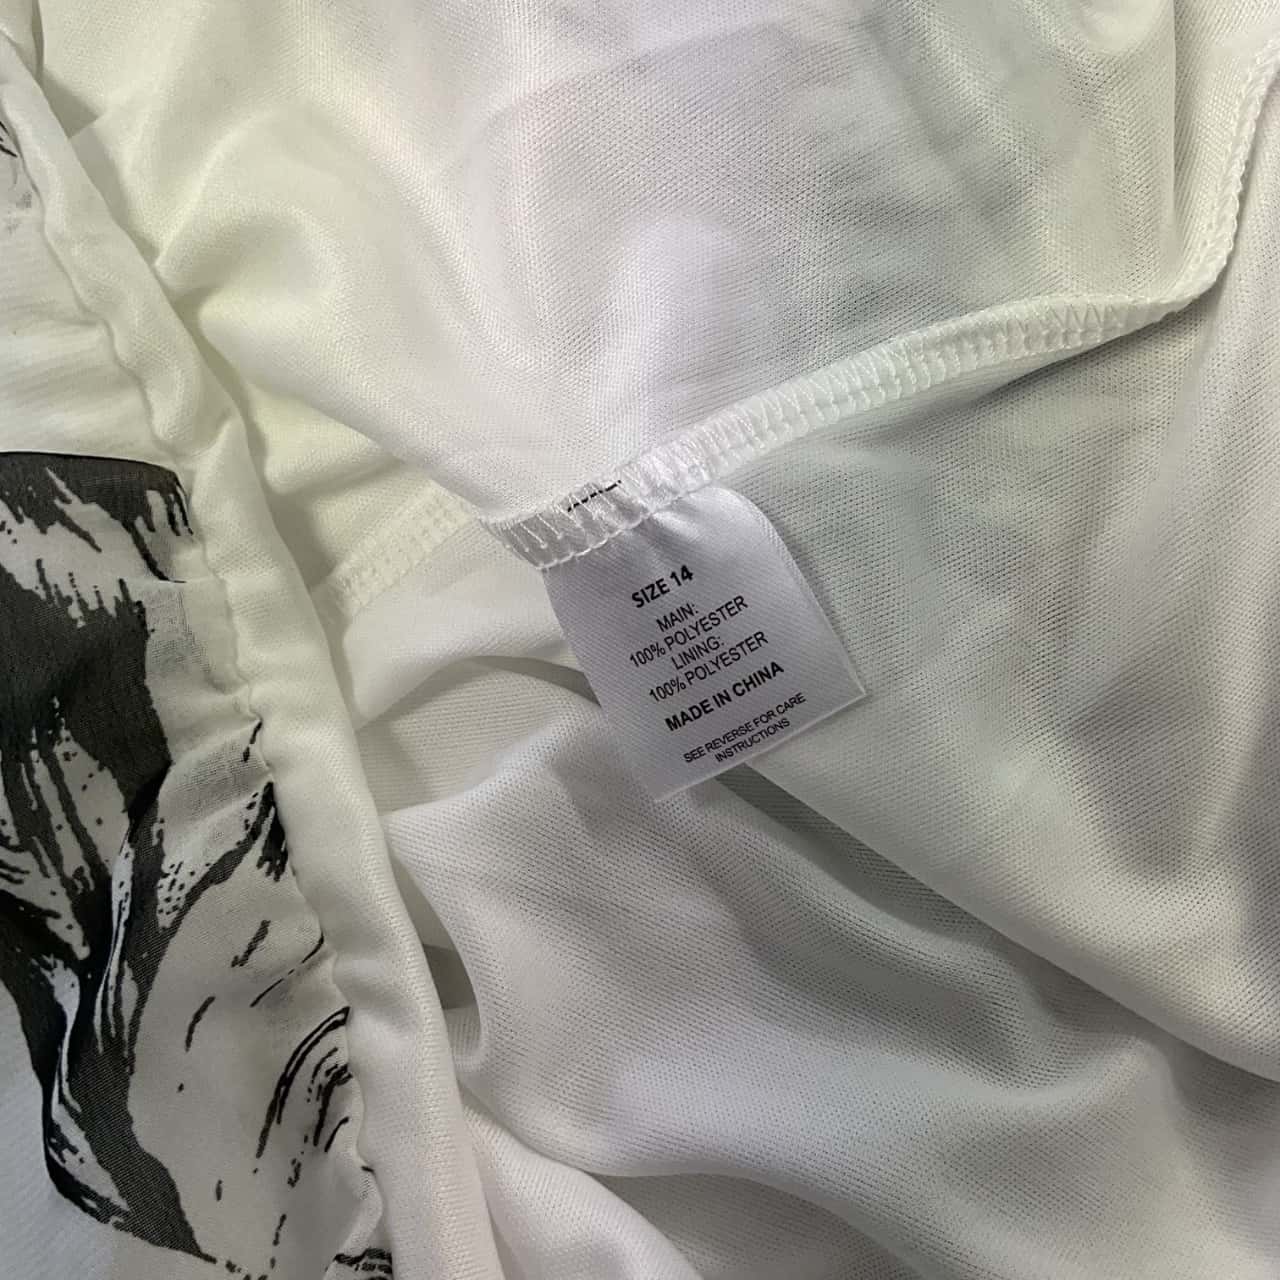 SIZE 14
MAIN:
100% POLYESTER
LINING:
100% POLYESTER
MADE IN CHINA
SEE REVERSE FOR CARE
INSTRUCTIONS